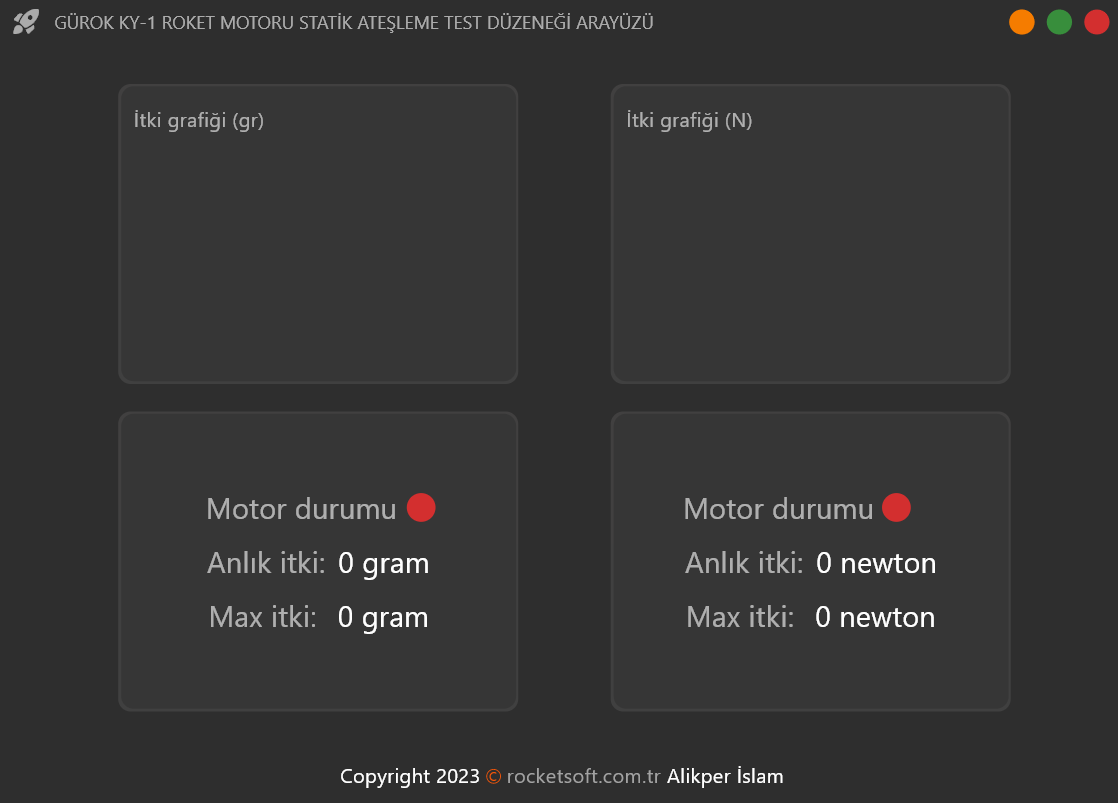 GÜROK KY-1 ROKET MOTORU STATİK ATEŞLEME TEST DÜZENEĞİ ARAYÜZÜ
İtki grafiği (gr)
İtki grafiği (N)
Motor durumu
Anlık itki: 0 gram
Max itki: 0 gram
Motor durumu
Anlık itki: 0 newton
Max itki: 0 newton
Copyright 2023 © rocketsoft.com.tr Alikper İslam